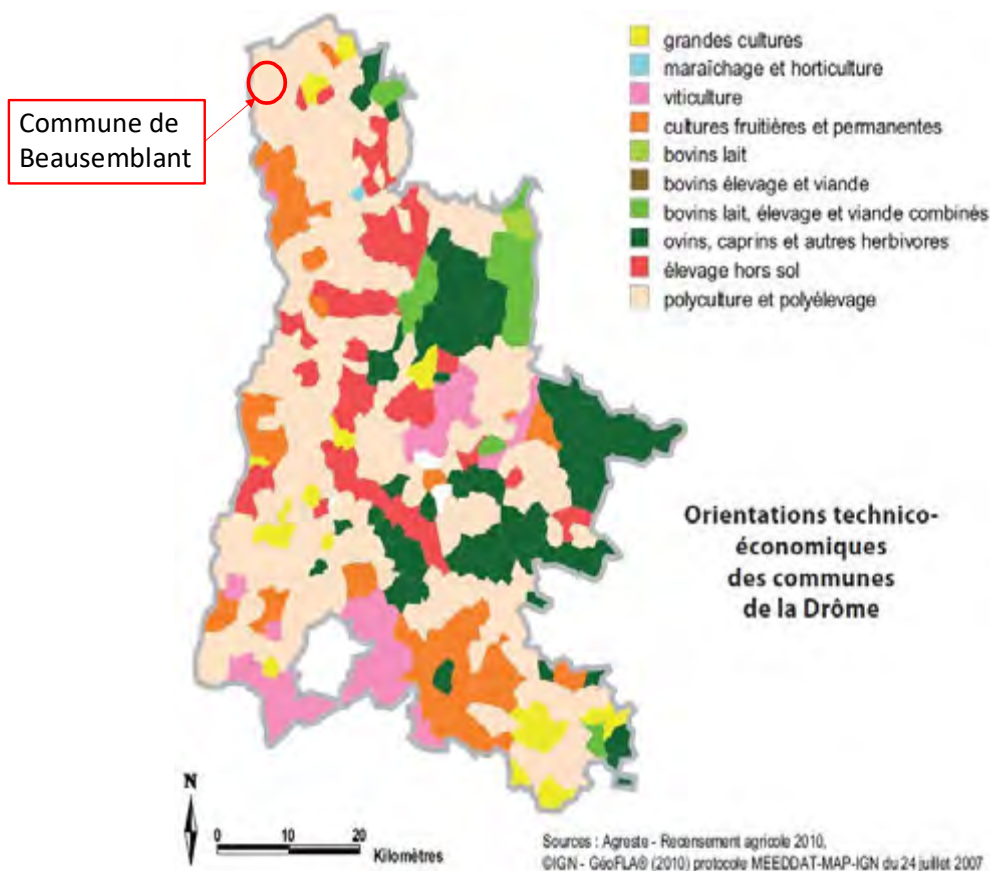 grandes cultures
maraîchage et horticulture
viticulture
cultures fruitières et permanentes
bovins lait
bovins élevage et viande
bovins lait, élevage et viande combinés
ovins, caprins et autres herbivores
élevage hors sol
polyculture et polyélevage
Commune de
Beausemblant
Orientations technico-
économiques
des communes
de la Drôme
N
0 10 20
Kilomètres
Sources : Agreste - Recensement agricole 2010,
©IGN - GéoFLA® (2010) protocole MEEDDAT-MAP-IGN du 24 juillet 2007